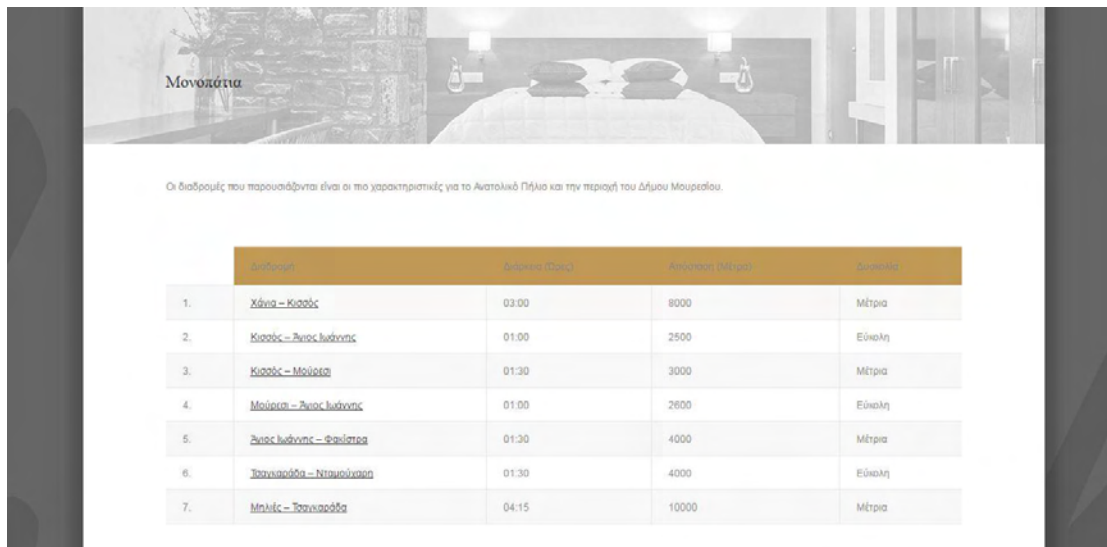 Μονοπάτια
Οι διαδρομές που παρουσιάζονται είναι οι πιο χαρακτηριστικές για το Ανατολικό Πήλιο και την περιοχή του Δήμου Μουρεσίου.
Διαδρομή Διάρκεια (Ώρες) Απόσταση (Μέτρα) Δυσκολία
1. Χάνια – Κισσός 03:00 8000 Μέτρια
2. Κισσός – Άγιος Ιωάννης 01:00 2500 Εύκολη
3. Κισσός – Μούρεσι 01:30 3000 Μέτρια
4. Μούρεσι – Άγιος Ιωάννης 01:00 2600 Εύκολη
5. Άγιος Ιωάννης – Φακίστρα 01:30 4000 Μέτρια
6. Τσαγκαράδα – Νταμούχαρη 01:30 4000 Εύκολη
7. Μηλιές – Τσαγκαράδα 04:15 10000 Μέτρια